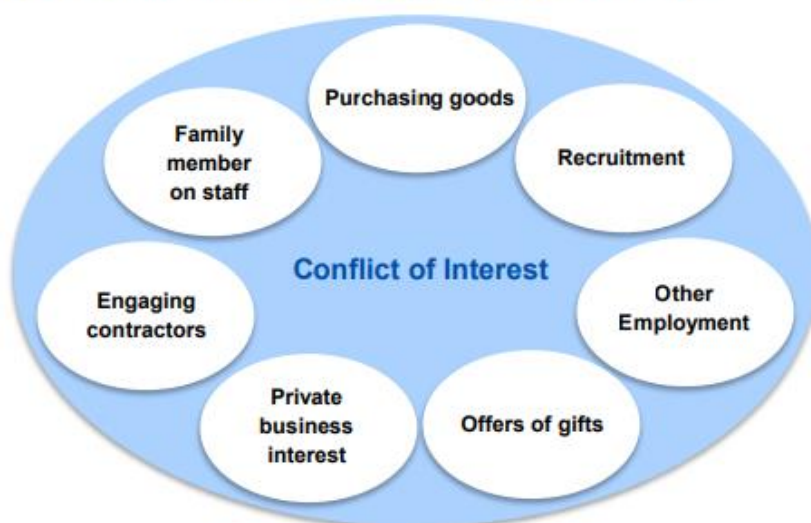 Purchasing goods
Recruitment
Other
Employment
Offers of gifts
Private
business
interest
Engaging
contractors
Family
member
on staff
Conflict of Interest